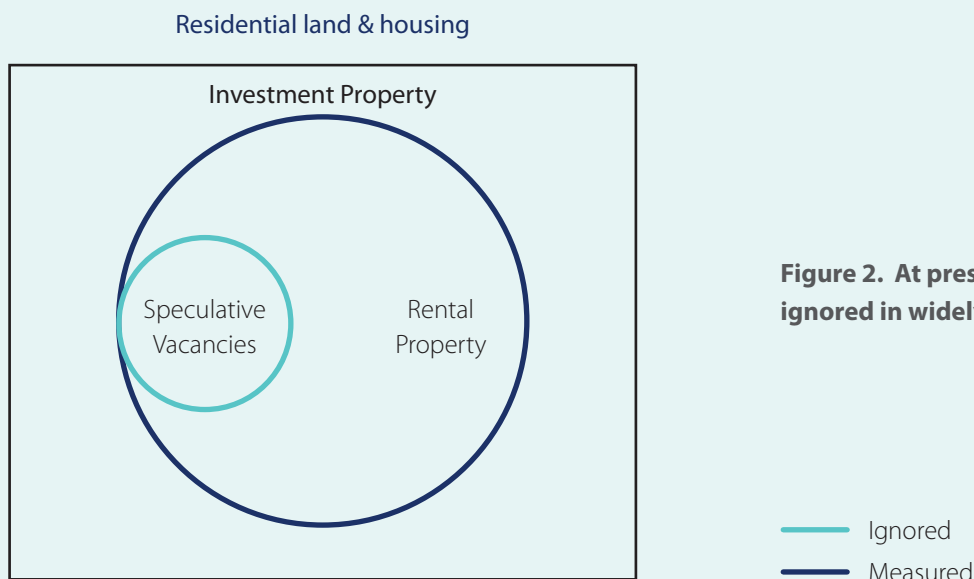 Residential land & housing
Investment Property
Speculative
Vacancies
Rental
Property
Figure 2. At pres
ignored in widel
Ignored
Measured